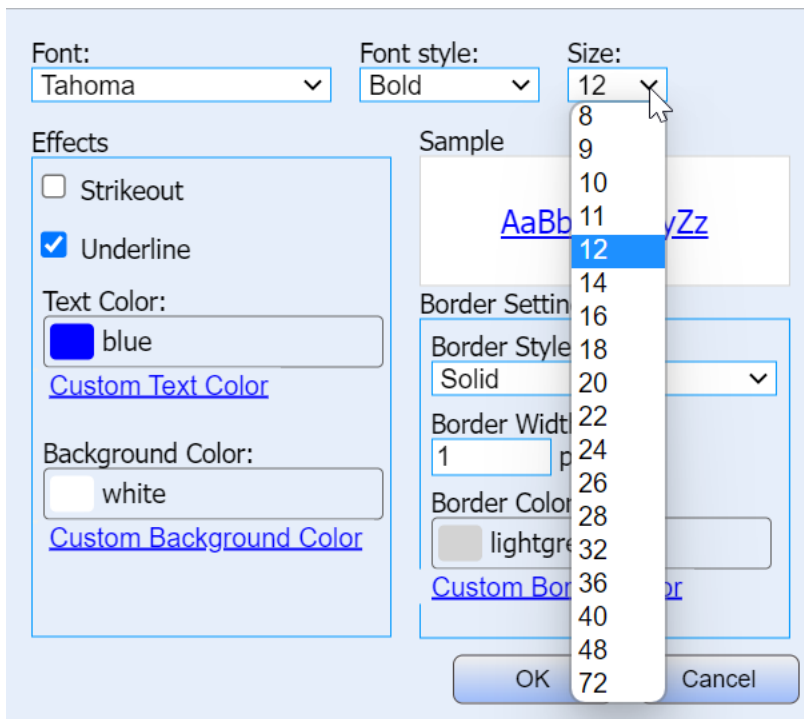 Font: Font style: Size:
Tahoma Bold 12
Effects
Strikeout
Underline
Text Color:
blue
Custom Text Color
Background Color:
white
Custom Background Color
Sample
AaBb yZz
Border Settin
Border Style
Solid
Border Widt
1 p
Border Colo
lightgre
Custom Bor or
8
9
10
11
12
14
16
18
20
22
24
26
28
32
36
40
48
72
OK Cancel